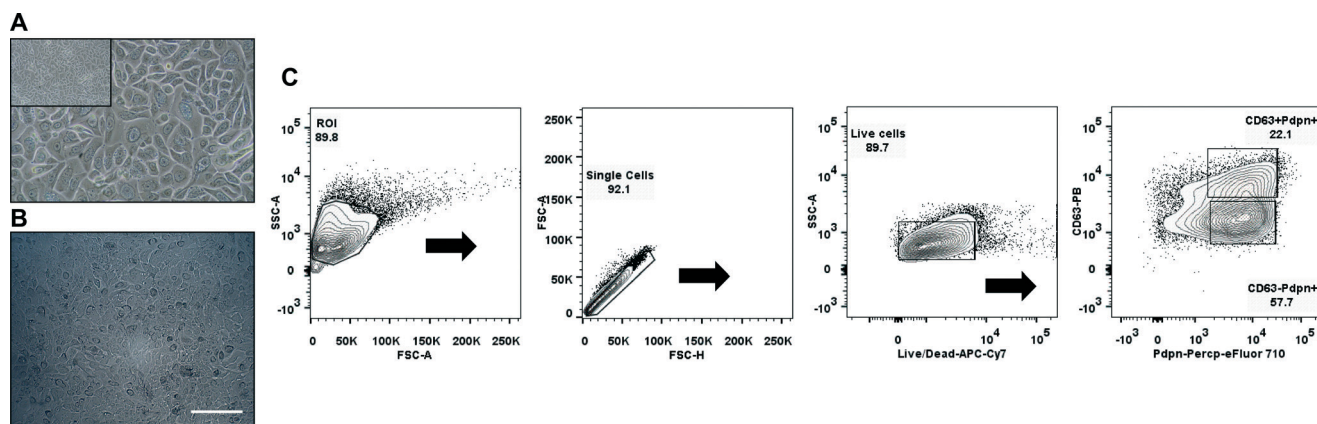 A
B
C
ROI
89.8
10^5
10^4
10^3
0
-10^3
SSC-A
0 50K 100K 150K 200K 250K
FSC-A
Single Cells
92.1
250K
200K
150K
100K
50K
0
FSC-A
0 50K 100K 150K 200K 250K
FSC-H
Live cells
89.7
10^5
10^4
10^3
0
-10^3
SSC-A
0 10^4 10^5
Live/Dead-APC-Cy7
CD63+Pdpn+
22.1
10^5
10^4
10^3
0
-10^3
CD63-PB
CD63-Pdpn+
57.7
-10^3 0 10^3 10^4 10^5
Pdpn-Percp-eFluor 710